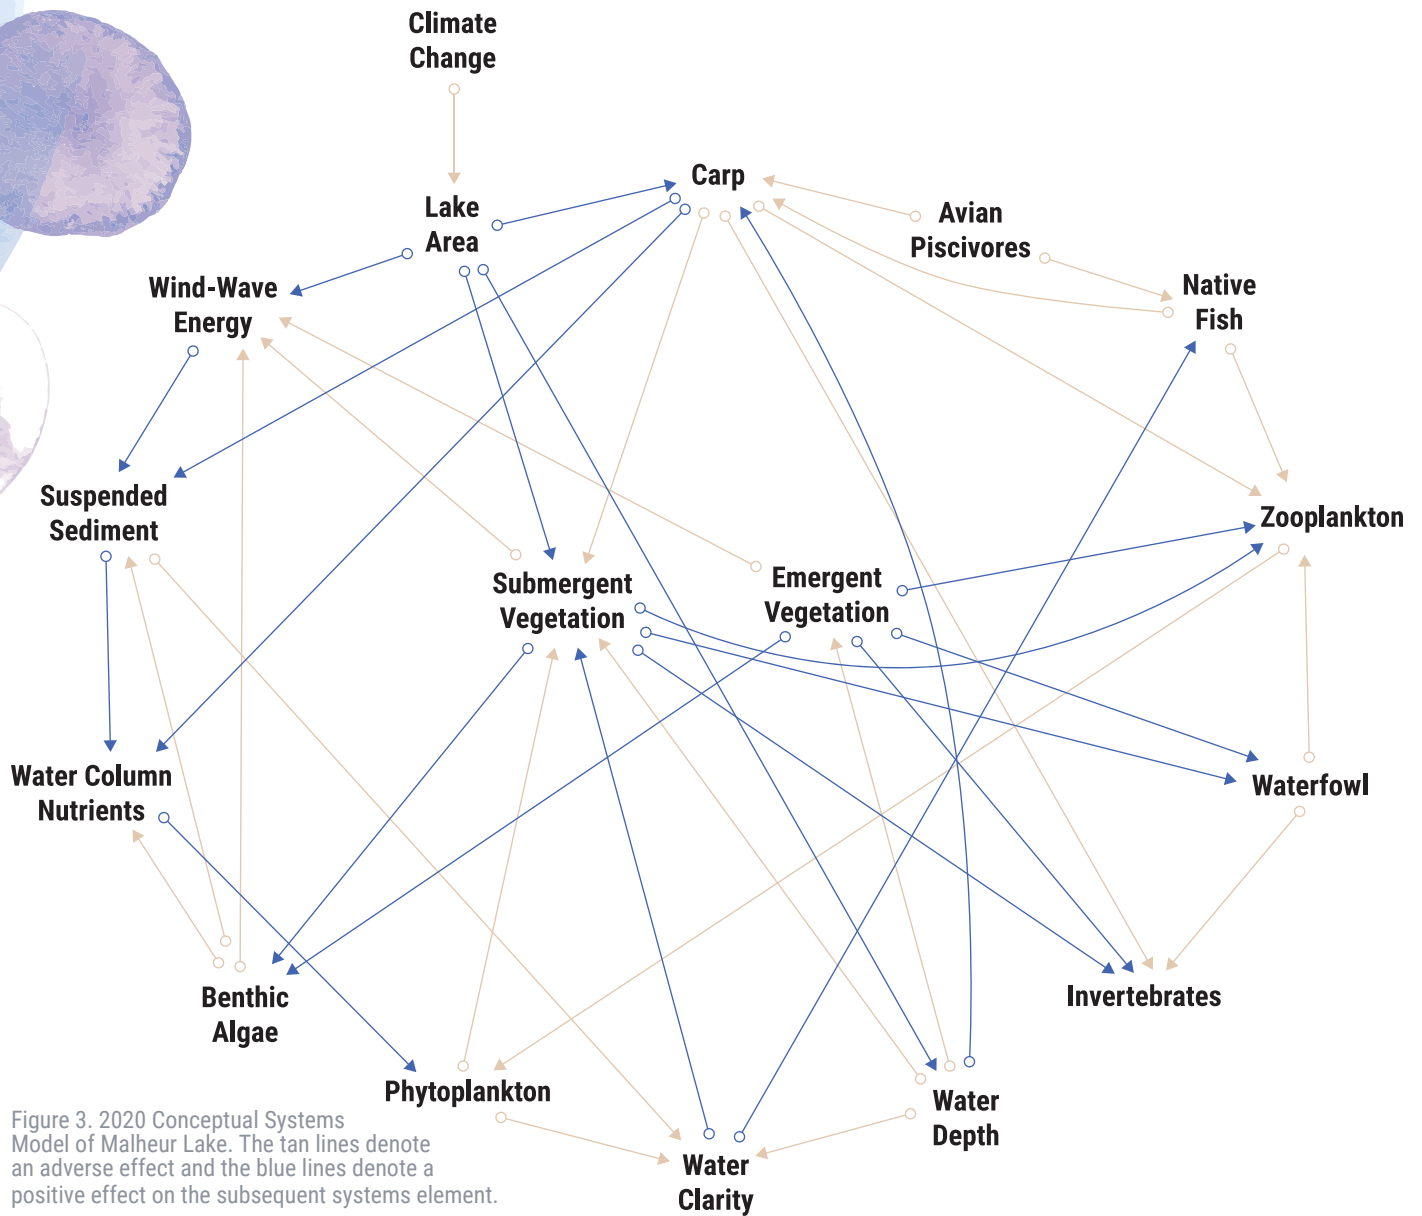 Climate
Change
Carp
Lake
Area
Avian
Piscivores
Wind-Wave
Energy
Native
Fish
Suspended
Sediment
Zooplankton
Submergent
Vegetation
Emergent
Vegetation
Water Column
Nutrients
Waterfowl
Benthic
Algae
Invertebrates
Phytoplankton
Water
Depth
Water
Clarity
Figure 3. 2020 Conceptual Systems
Model of Malheur Lake. The tan lines denote
an adverse effect and the blue lines denote a
positive effect on the subsequent systems element.